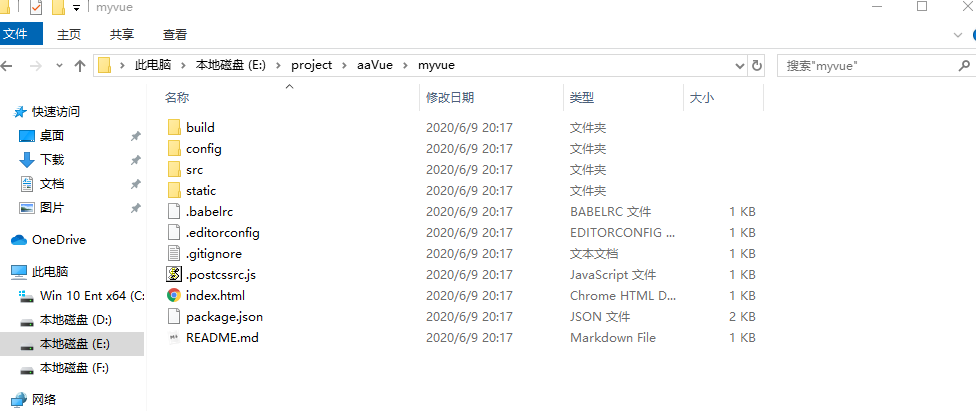 myvue
文件 主页 共享 查看
此电脑 本地磁盘 (E:) project aaVue myvue 搜索"myvue"
名称 修改日期 类型 大小
快速访问
桌面
下载
文档
图片
OneDrive
此电脑
Win 10 Ent x64 (C:
本地磁盘 (D:)
本地磁盘 (E:)
本地磁盘 (F:)
网络
build 2020/6/9 20:17 文件夹
config 2020/6/9 20:17 文件夹
src 2020/6/9 20:17 文件夹
static 2020/6/9 20:17 文件夹
.babelrc 2020/6/9 20:17 BABELRC 文件 1 KB
.editorconfig 2020/6/9 20:17 EDITORCONFIG ... 1 KB
.gitignore 2020/6/9 20:17 文本文档 1 KB
.postcssrc.js 2020/6/9 20:17 JavaScript 文件 1 KB
index.html 2020/6/9 20:17 Chrome HTML D... 1 KB
package.json 2020/6/9 20:17 JSON 文件 2 KB
README.md 2020/6/9 20:17 Markdown File 1 KB